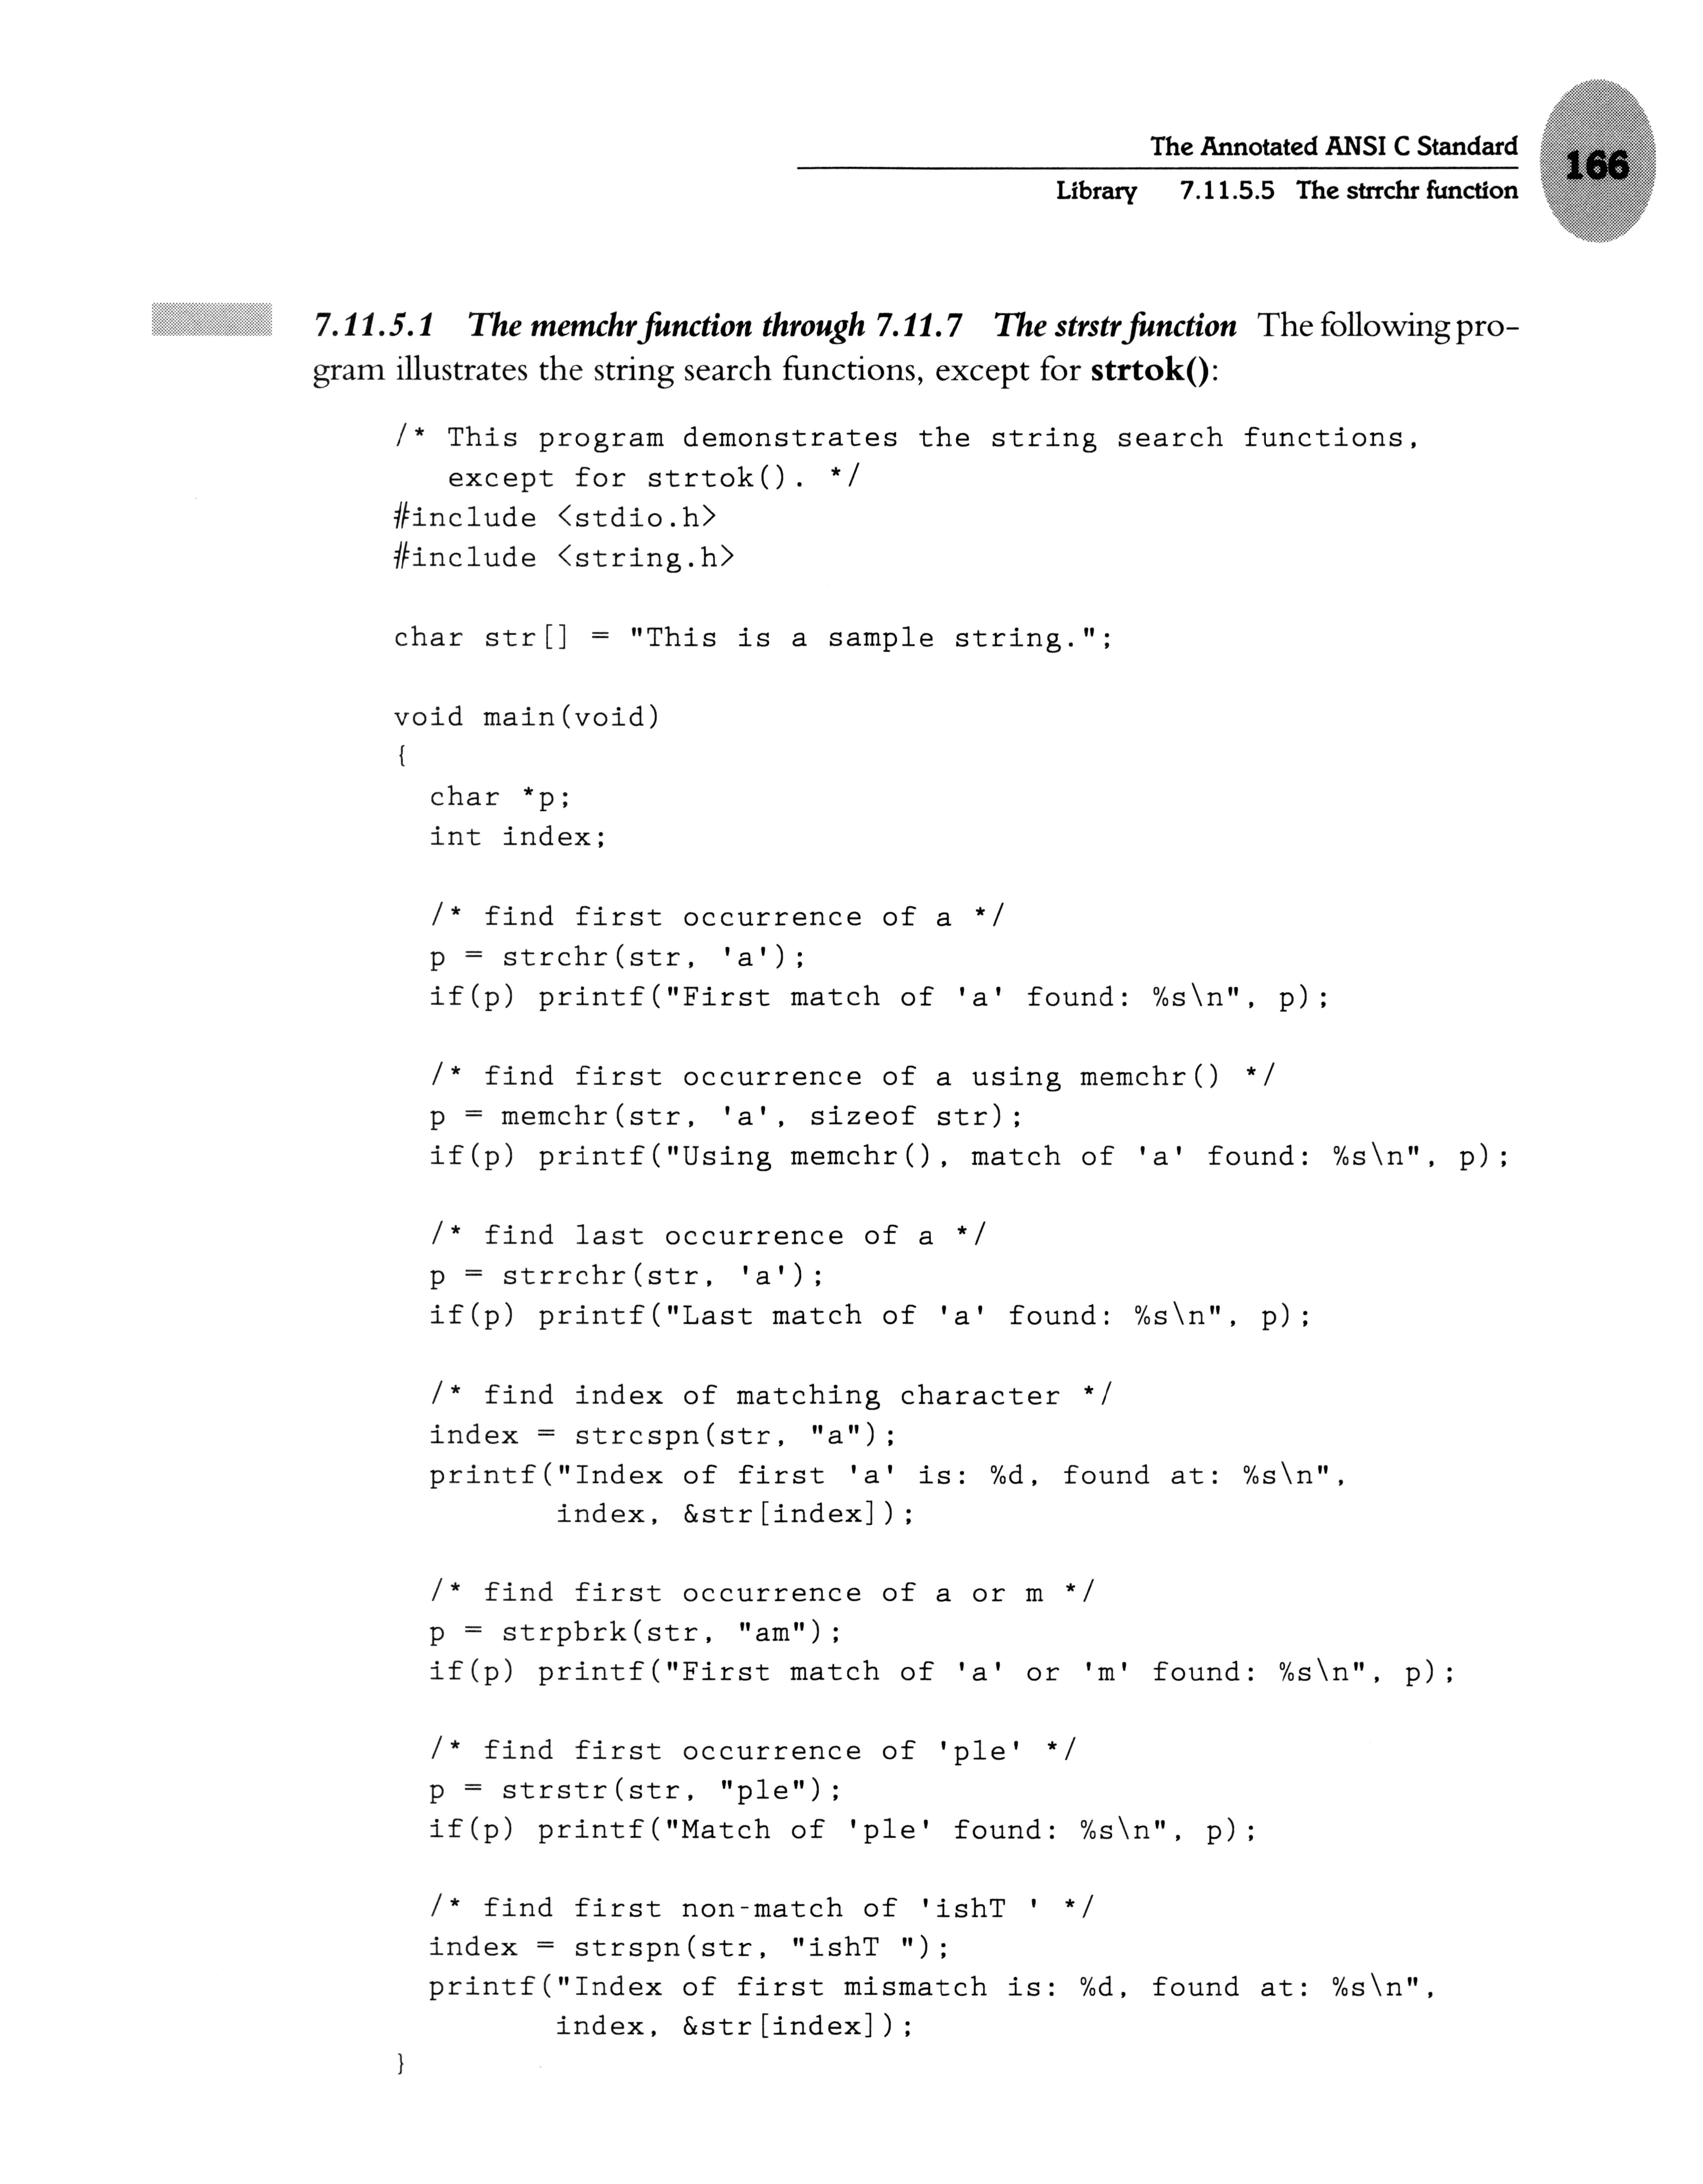 The Annotated ANSI C Standard
166
Library 7.11.5.5 The strrchr function
7.11.5.1 The memchr function through 7.11.7 The strstr function The following pro-
gram illustrates the string search functions, except for strtok():
/* This program demonstrates the string search functions,
   except for strtok(). */
#include <stdio.h>
#include <string.h>
char str[] = "This is a sample string.";
void main(void)
{
  char *p;
  int index;
  /* find first occurrence of a */
  p = strchr(str, 'a');
  if(p) printf("First match of 'a' found: %s\n", p);
  /* find first occurrence of a using memchr() */
  p = memchr(str, 'a', sizeof str);
  if(p) printf("Using memchr(), match of 'a' found: %s\n", p);
  /* find last occurrence of a */
  p = strrchr(str, 'a');
  if(p) printf("Last match of 'a' found: %s\n", p);
  /* find index of matching character */
  index = strcspn(str, "a");
  printf("Index of first 'a' is: %d, found at: %s\n",
         index, &str[index]);
  /* find first occurrence of a or m */
  p = strpbrk(str, "am");
  if(p) printf("First match of 'a' or 'm' found: %s\n", p);
  /* find first occurrence of 'ple' */
  p = strstr(str, "ple");
  if(p) printf("Match of 'ple' found: %s\n", p);
  /* find first non-match of 'ishT ' */
  index = strspn(str, "ishT ");
  printf("Index of first mismatch is: %d, found at: %s\n",
         index, &str[index]);
}